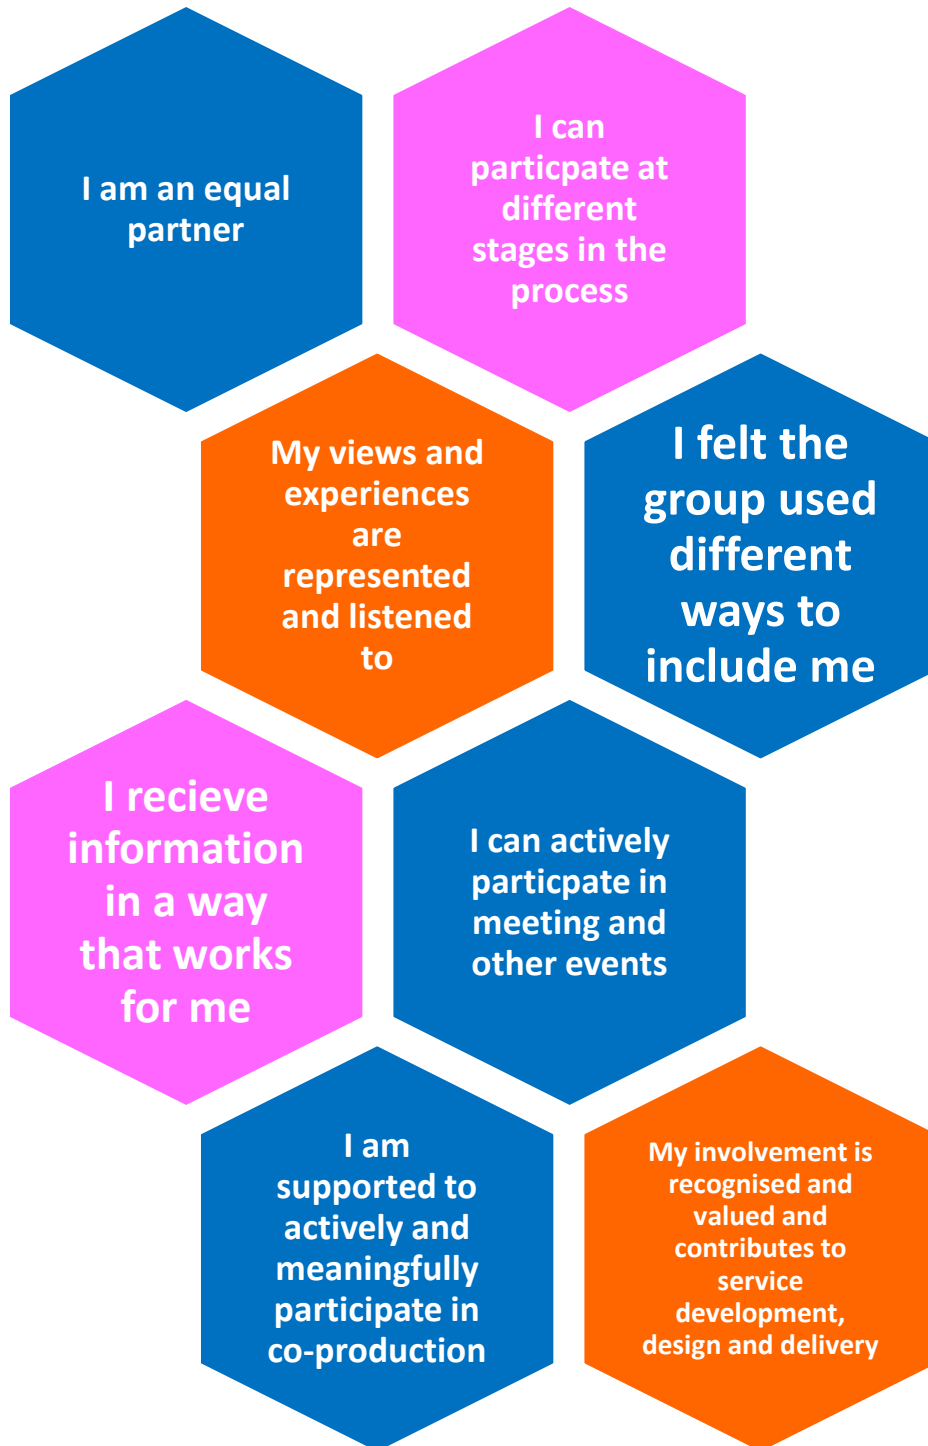 I am an equal
partner
I can
particpate at
different
stages in the
process
My views and
experiences
are
represented
and listened
to
I felt the
group used
different
ways to
include me
I recieve
information
in a way
that works
for me
I can actively
particpate in
meeting and
other events
I am
supported to
actively and
meaningfully
participate in
co-production
My involvement is
recognised and
valued and
contributes to
service
development,
design and delivery